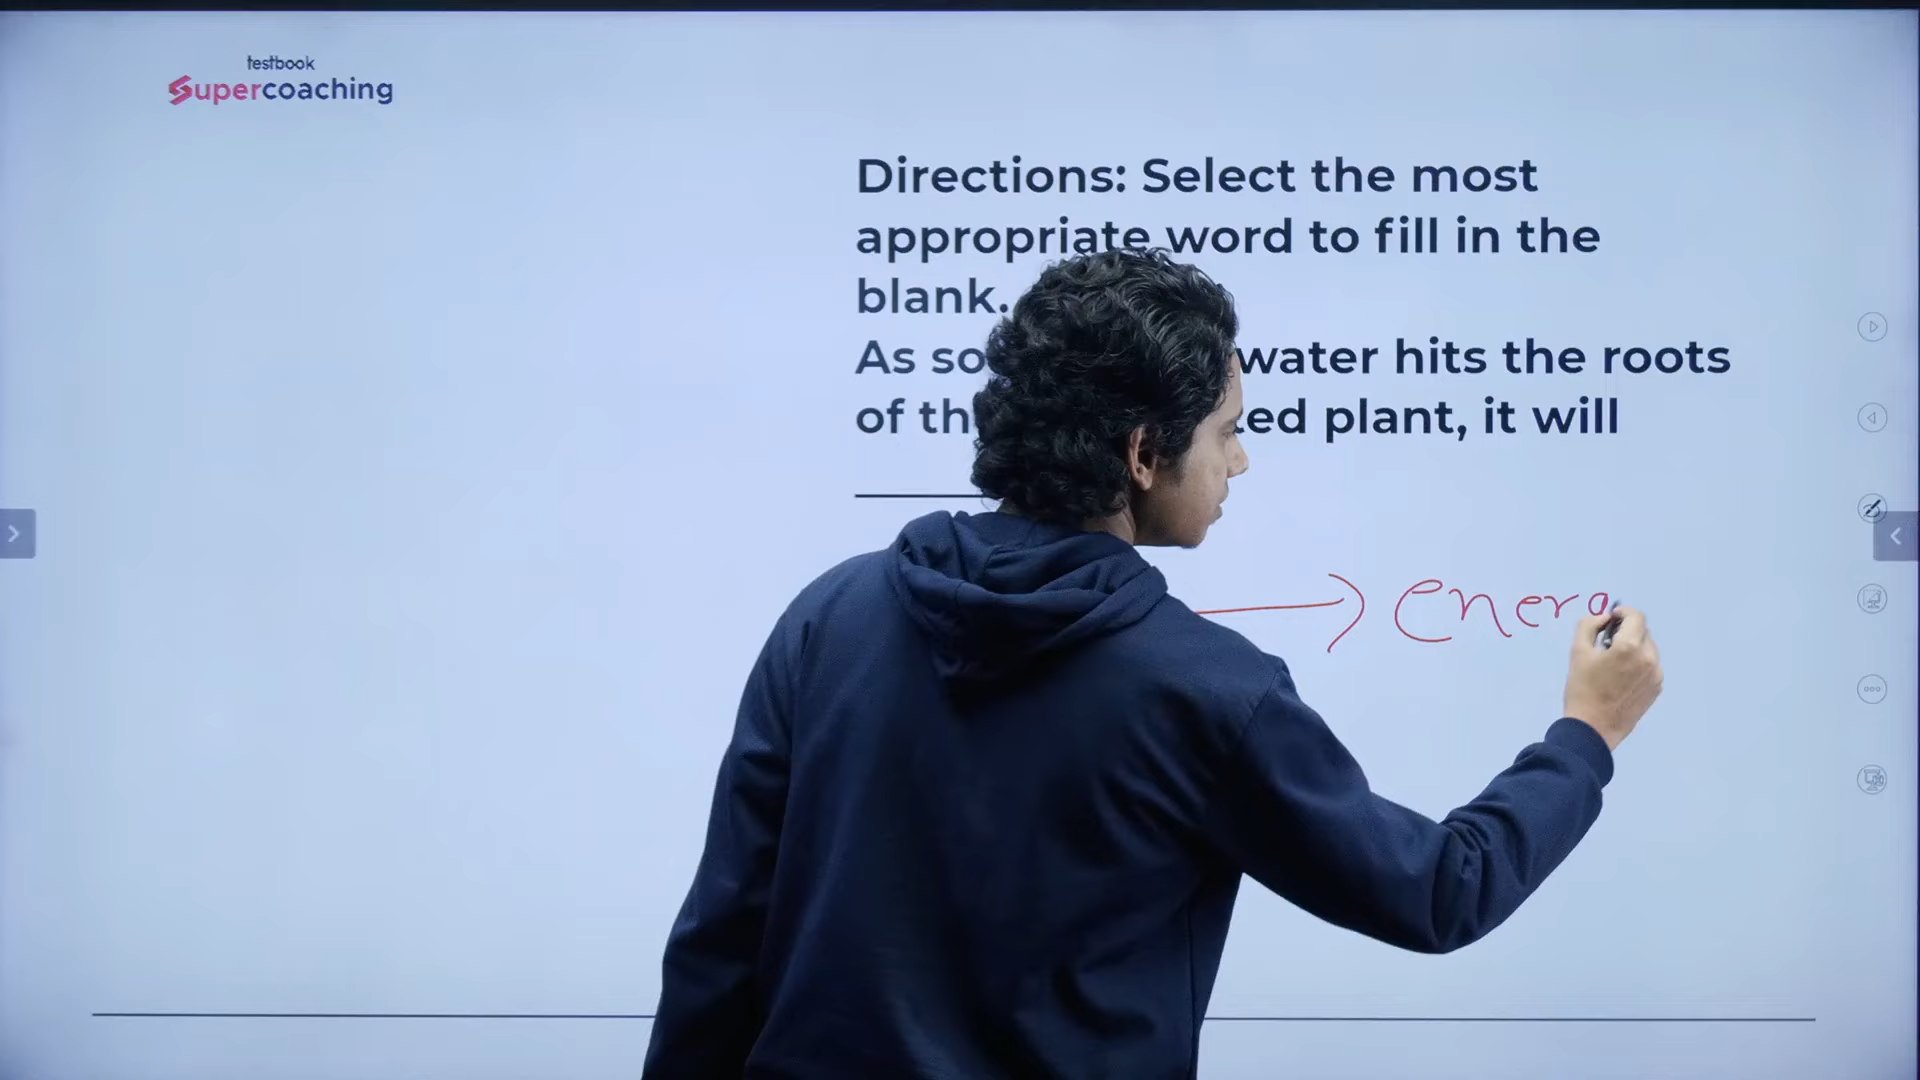 testbook
Supercoaching
Directions: Select the most
appropriate word to fill in the
blank.
As so water hits the roots
of th ted plant, it will
energ